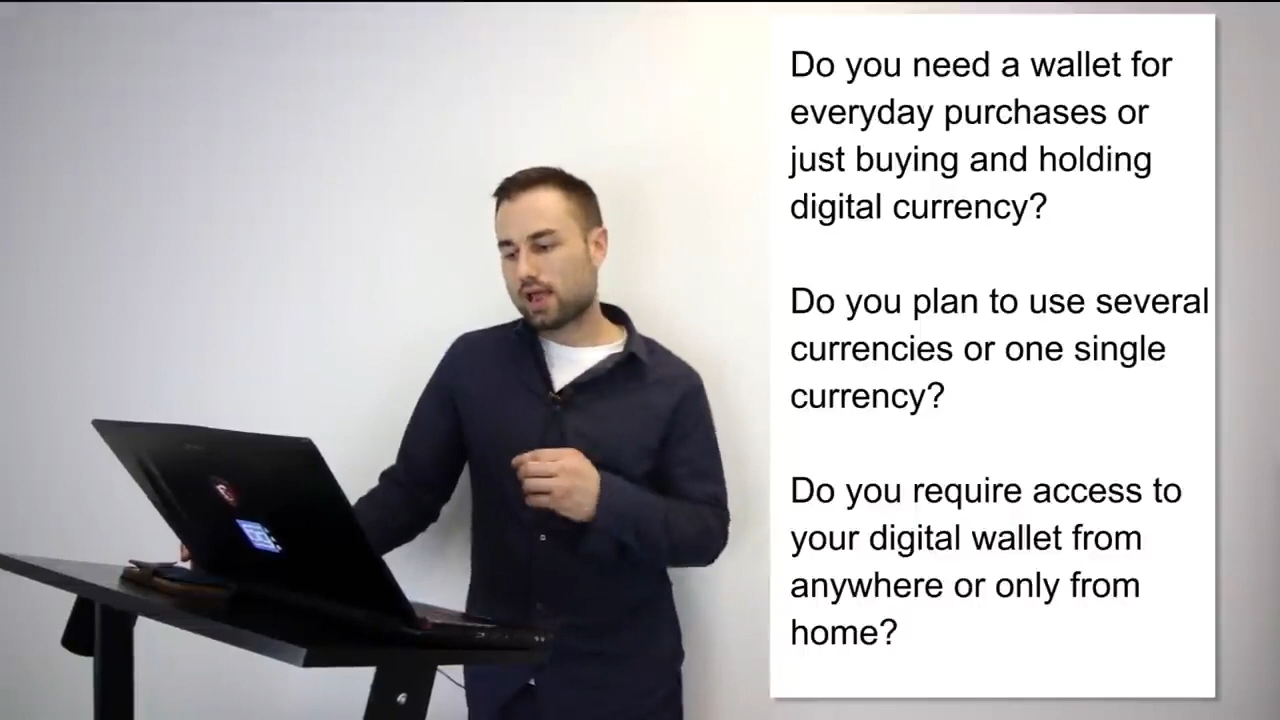 Do you need a wallet for
everyday purchases or
just buying and holding
digital currency?
Do you plan to use several
currencies or one single
currency?
Do you require access to
your digital wallet from
anywhere or only from
home?